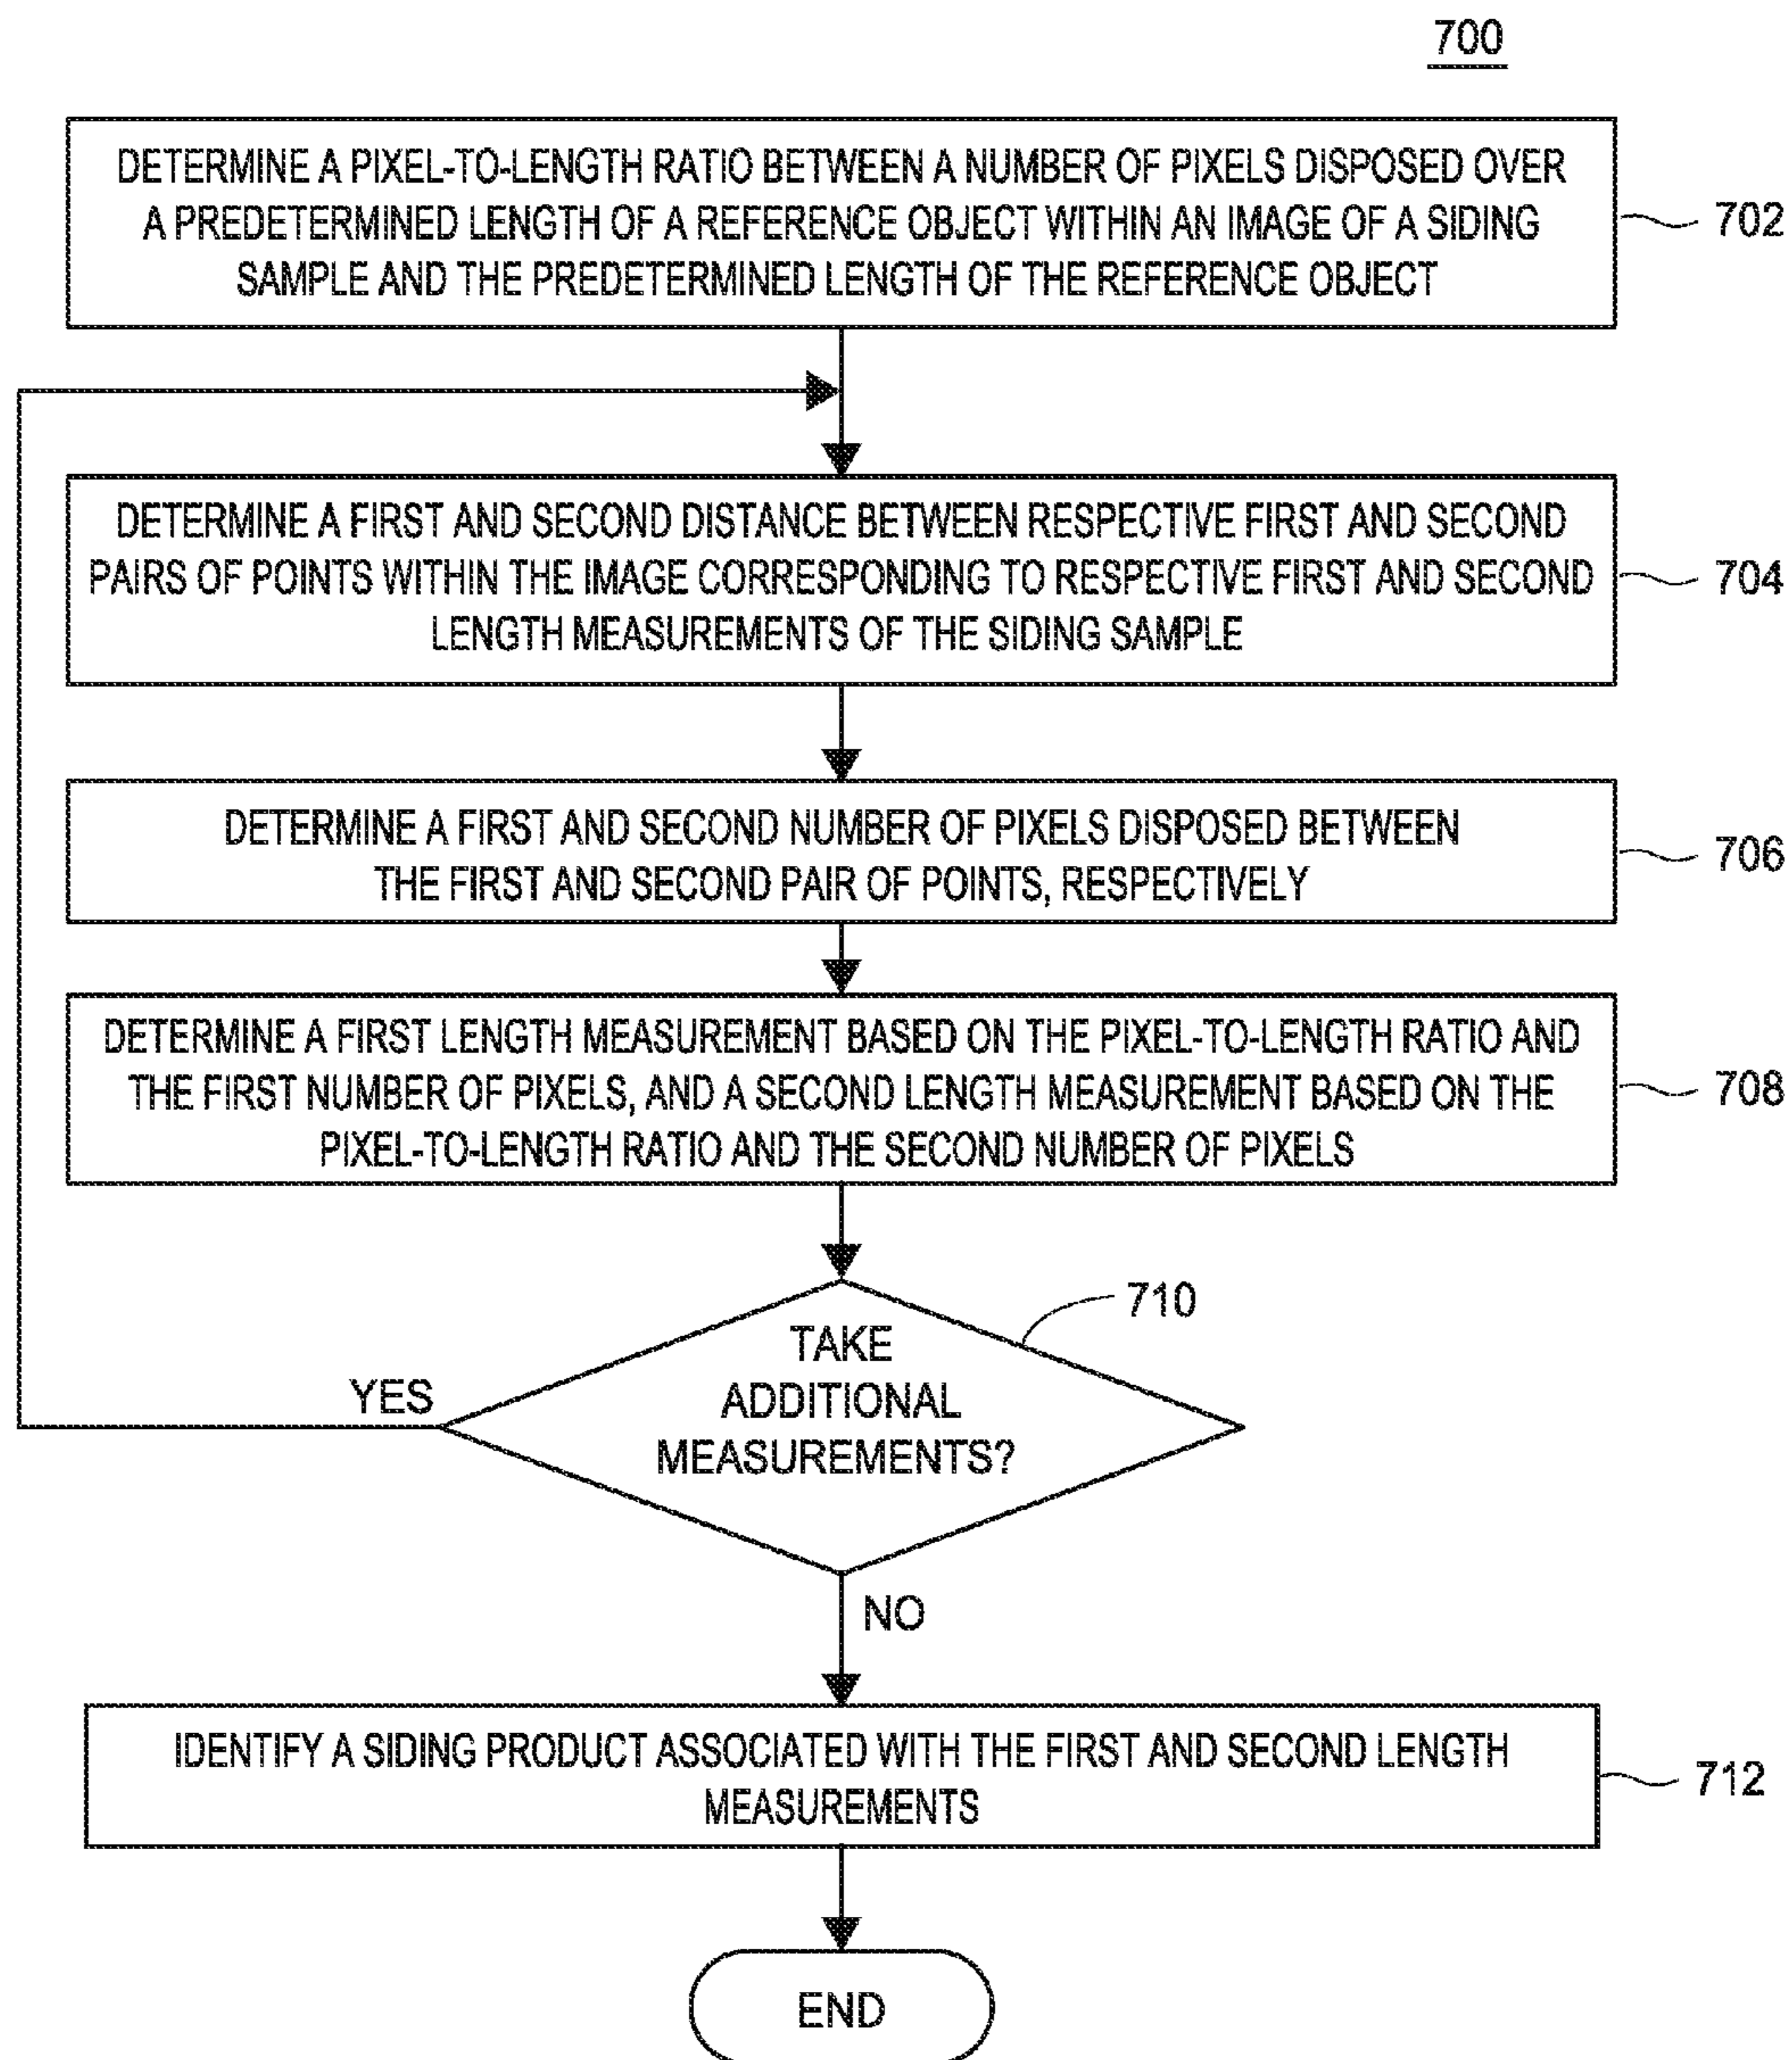 700
DETERMINE A PIXEL-TO-LENGTH RATIO BETWEEN A NUMBER OF PIXELS DISPOSED OVER
A PREDETERMINED LENGTH OF A REFERENCE OBJECT WITHIN AN IMAGE OF A SIDING
SAMPLE AND THE PREDETERMINED LENGTH OF THE REFERENCE OBJECT
702
DETERMINE A FIRST AND SECOND DISTANCE BETWEEN RESPECTIVE FIRST AND SECOND
PAIRS OF POINTS WITHIN THE IMAGE CORRESPONDING TO RESPECTIVE FIRST AND SECOND
LENGTH MEASUREMENTS OF THE SIDING SAMPLE
704
DETERMINE A FIRST AND SECOND NUMBER OF PIXELS DISPOSED BETWEEN
THE FIRST AND SECOND PAIR OF POINTS, RESPECTIVELY
706
DETERMINE A FIRST LENGTH MEASUREMENT BASED ON THE PIXEL-TO-LENGTH RATIO AND
THE FIRST NUMBER OF PIXELS, AND A SECOND LENGTH MEASUREMENT BASED ON THE
PIXEL-TO-LENGTH RATIO AND THE SECOND NUMBER OF PIXELS
708
710
TAKE
ADDITIONAL
MEASUREMENTS?
YES
NO
IDENTIFY A SIDING PRODUCT ASSOCIATED WITH THE FIRST AND SECOND LENGTH
MEASUREMENTS
712
END